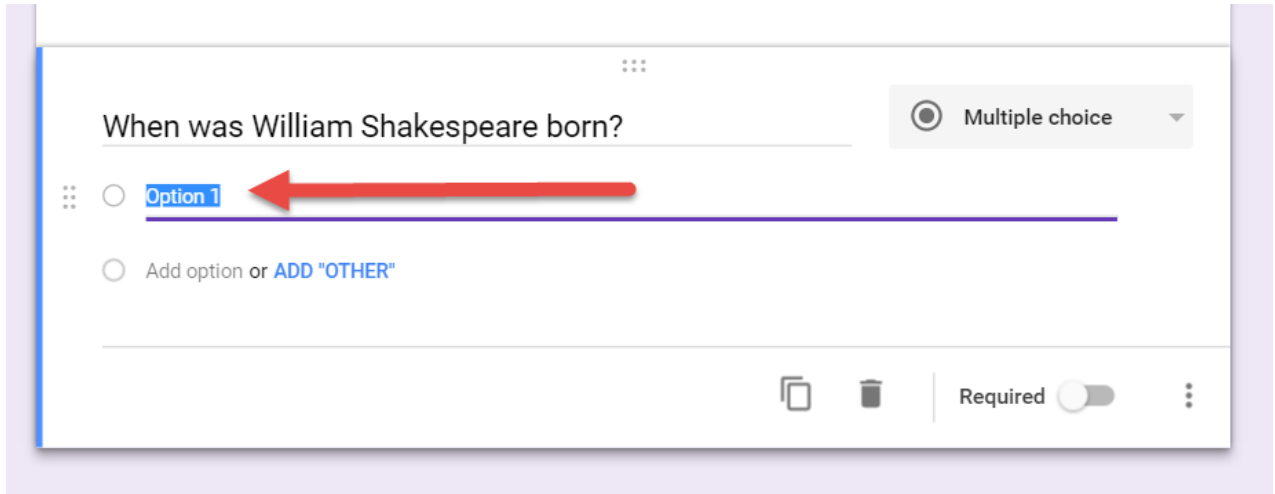 When was William Shakespeare born?
Multiple choice
Option 1
Add option or ADD "OTHER"
Required